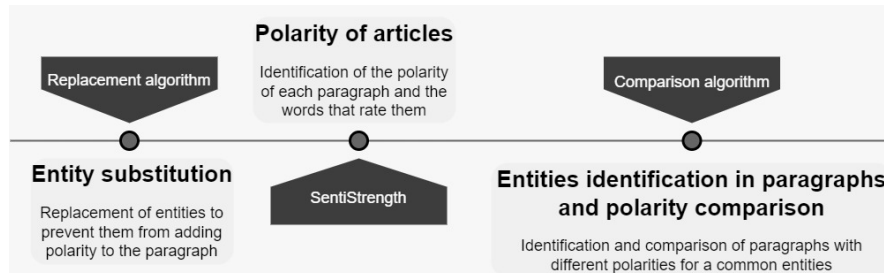 Replacement algorithm
Entity substitution
Replacement of entities to
prevent them from adding
polarity to the paragraph
Polarity of articles
Identification of the polarity
of each paragraph and the
words that rate them
SentiStrength
Comparison algorithm
Entities identification in paragraphs
and polarity comparison
Identification and comparison of paragraphs with
different polarities for a common entities